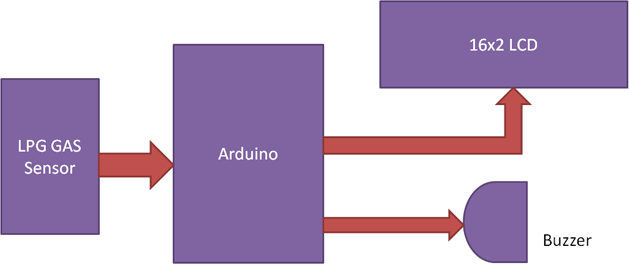 16x2 LCD
LPG GAS
Sensor
Arduino
Buzzer